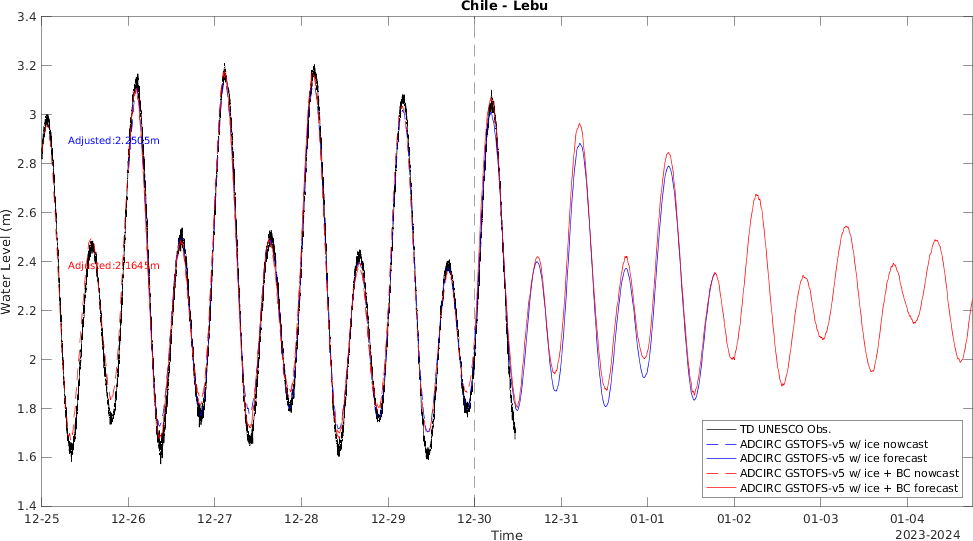 Chile - Lebu
3.4
3.2
3
2.8
2.6
2.4
2.2
2
1.8
1.6
1.4
Water Level (m)
Adjusted:2.2505m
Adjusted:2.1645m
TD UNESCO Obs.
ADCIRC GSTOFS-v5 w/ ice nowcast
ADCIRC GSTOFS-v5 w/ ice forecast
ADCIRC GSTOFS-v5 w/ ice + BC nowcast
ADCIRC GSTOFS-v5 w/ ice + BC forecast
12-25 12-26 12-27 12-28 12-29 12-30 12-31 01-01 01-02 01-03 01-04
Time
2023-2024